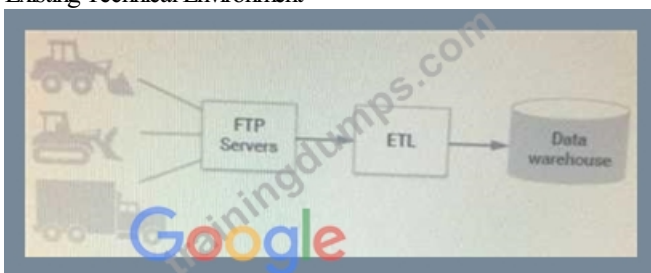 Existing Technical Environment
FTP
Servers
ETL
Data
warehouse
trainingdumps.com
Google